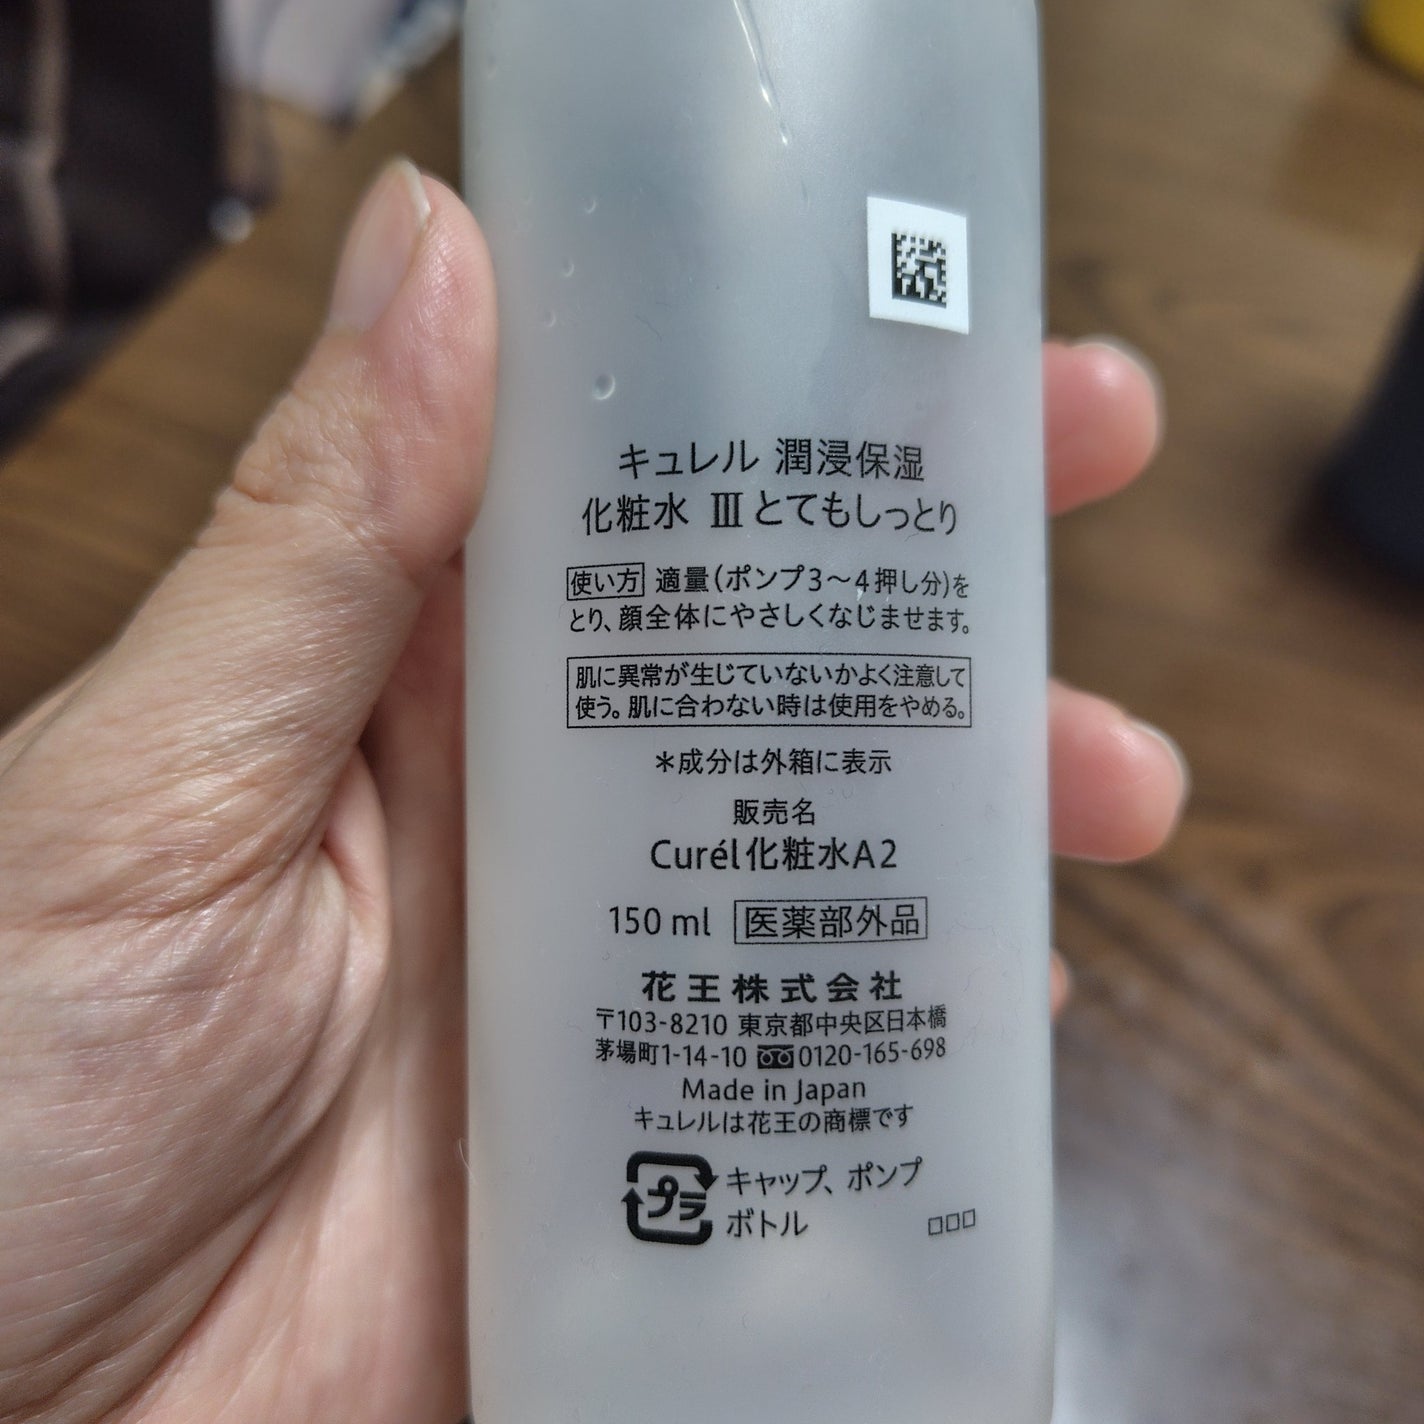 キュレル 潤浸保湿
化粧水 Ⅲ とてもしっとり
使い方 適量(ポンプ3〜4押し分)を
とり、顔全体にやさしくなじませます。
肌に異常が生じていないかよく注意して
使う。肌に合わない時は使用をやめる。
*成分は外箱に表示
販売名
Curél化粧水A2
150 ml 医薬部外品
花王株式会社
〒103-8210 東京都中央区日本橋
茅場町1-14-10 0120-165-698
Made in Japan
キュレルは花王の商標です
プラ キャップ、ポンプ
ボトル